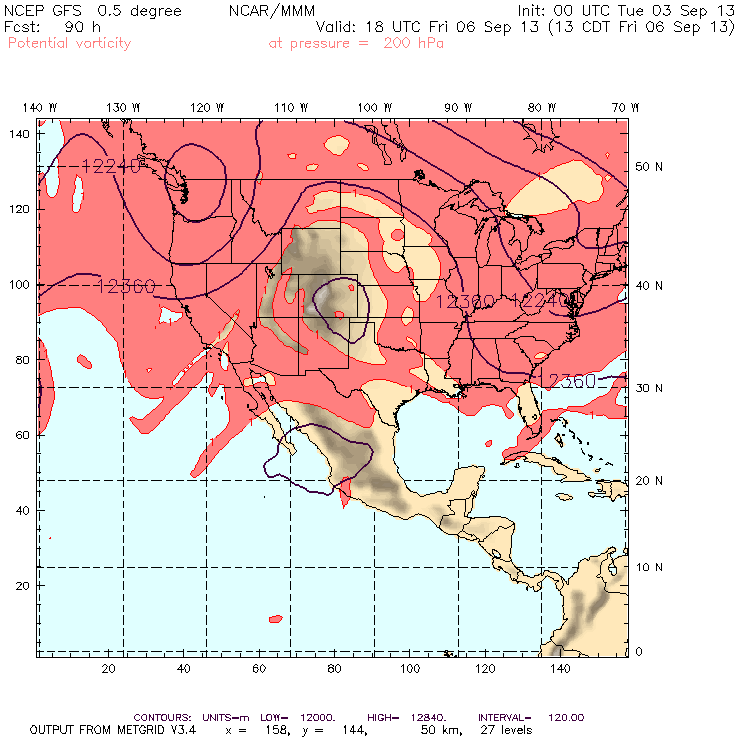 NCEP GFS 0.5 degree NCAR/MMM Init: 00 UTC Tue 03 Sep 13
Fcst: 90 h Valid: 18 UTC Fri 06 Sep 13 (13 CDT Fri 06 Sep 13)
Potential vorticity at pressure = 200 hPa
140 W 130 W 120 W 110 W 100 W 90 W 80 W 70 W
140
12240 50 N
120
100 12360 12360 12240 40 N
80
12360 30 N
60
20 N
40
10 N
20
0
20 40 60 80 100 120 140
CONTOURS: UNITS=m LOW= 12000. HIGH= 12840. INTERVAL= 120.00
OUTPUT FROM METGRID V3.4 x = 158, y = 144, 50 km, 27 levels